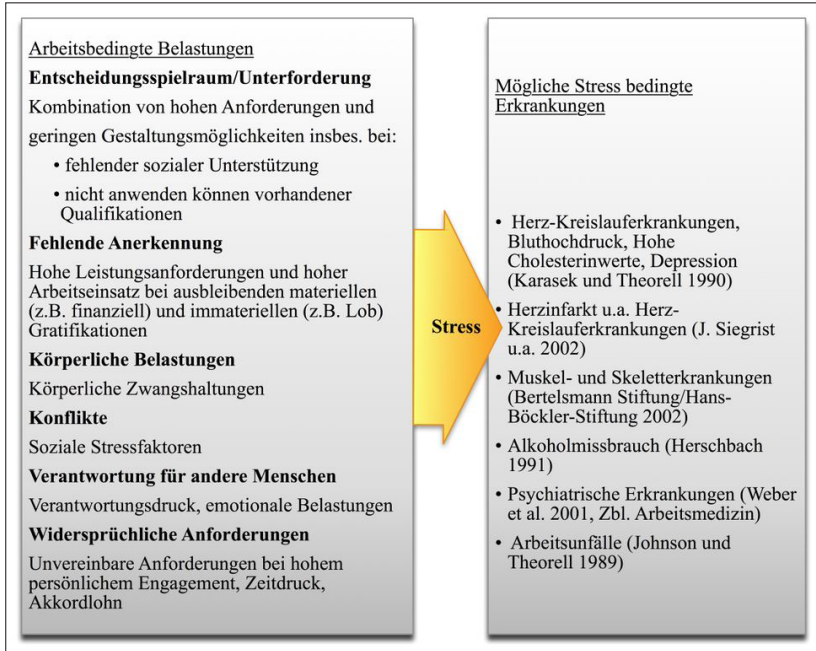 Arbeitsbedingte Belastungen
Entscheidungsspielraum/Unterforderung
Kombination von hohen Anforderungen und
geringen Gestaltungsmöglichkeiten insbes. bei:
• fehlender sozialer Unterstützung
• nicht anwenden können vorhandener
Qualifikationen
Fehlende Anerkennung
Hohe Leistungsanforderungen und hoher
Arbeitseinsatz bei ausbleibenden materiellen
(z.B. finanziell) und immateriellen (z.B. Lob)
Gratifikationen
Körperliche Belastungen
Körperliche Zwangshaltungen
Konflikte
Soziale Stressfaktoren
Verantwortung für andere Menschen
Verantwortungsdruck, emotionale Belastungen
Widersprüchliche Anforderungen
Unvereinbare Anforderungen bei hohem
persönlichem Engagement, Zeitdruck,
Akkordlohn
Stress
Mögliche Stress bedingte
Erkrankungen
• Herz-Kreislauferkrankungen,
Bluthochdruck, Hohe
Cholesterinwerte, Depression
(Karasek und Theorell 1990)
• Herzinfarkt u.a. Herz-
Kreislauferkrankungen (J. Siegrist
u.a. 2002)
• Muskel- und Skeletterkrankungen
(Bertelsmann Stiftung/Hans-
Böckler-Stiftung 2002)
• Alkoholmissbrauch (Herschbach
1991)
• Psychiatrische Erkrankungen (Weber
et al. 2001, Zbl. Arbeitsmedizin)
• Arbeitsunfälle (Johnson und
Theorell 1989)